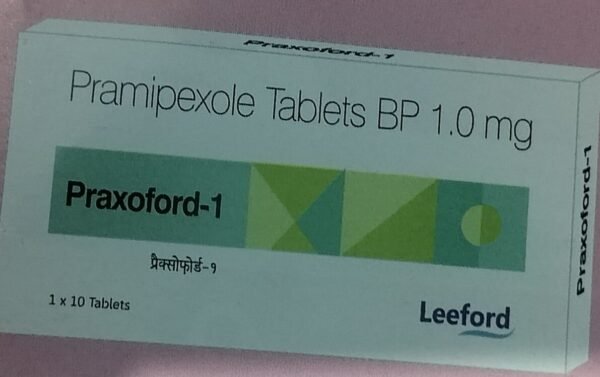 Praxoford-1
Pramipexole Tablets BP 1.0 mg
Praxoford-1
प्रैक्सोफ़ोर्ड-१
1 x 10 Tablets
Leeford
Praxoford-1